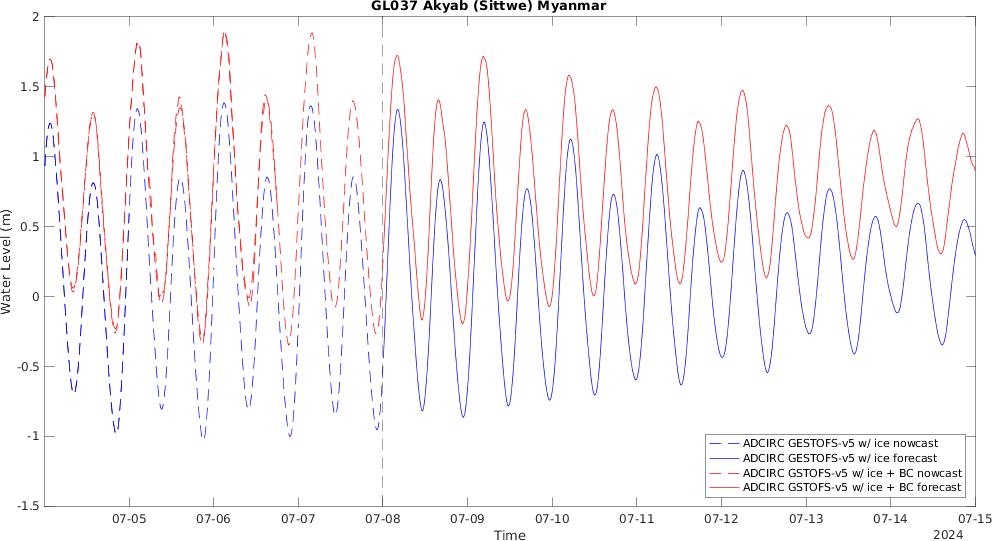 GL037 Akyab (Sittwe) Myanmar
2
1.5
1
0.5
0
-0.5
-1
-1.5
Water Level (m)
07-05 07-06 07-07 07-08 07-09 07-10 07-11 07-12 07-13 07-14 07-15
Time
2024
ADCIRC GESTOFS-v5 w/ ice nowcast
ADCIRC GESTOFS-v5 w/ ice forecast
ADCIRC GSTOFS-v5 w/ ice + BC nowcast
ADCIRC GSTOFS-v5 w/ ice + BC forecast